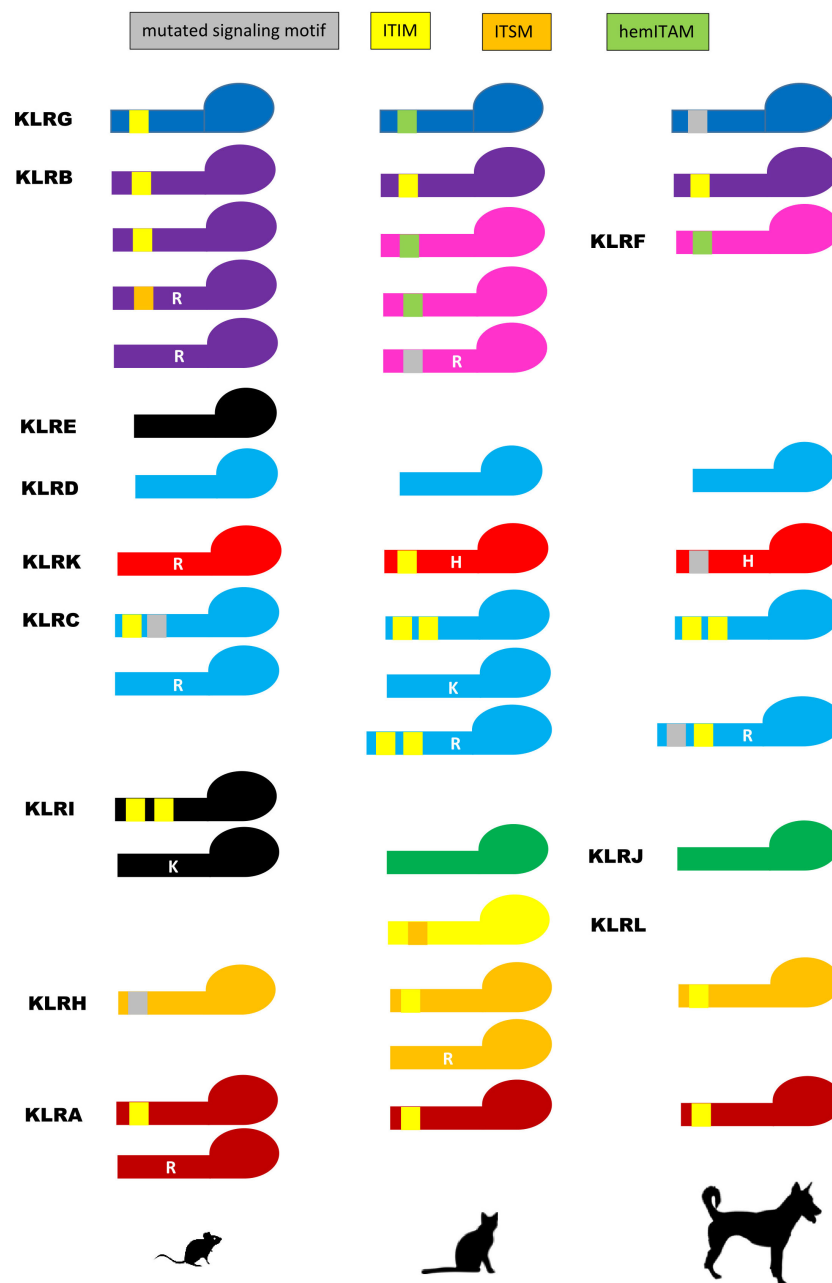 mutated signaling motif ITIM ITSM hemITAM
KLRG
KLRB
KLRF
R
R R
KLRE
KLRD
KLRK R H H
KLRC
R K
R R
KLRI
K KLRJ
KLRL
KLRH
R
KLRA
R